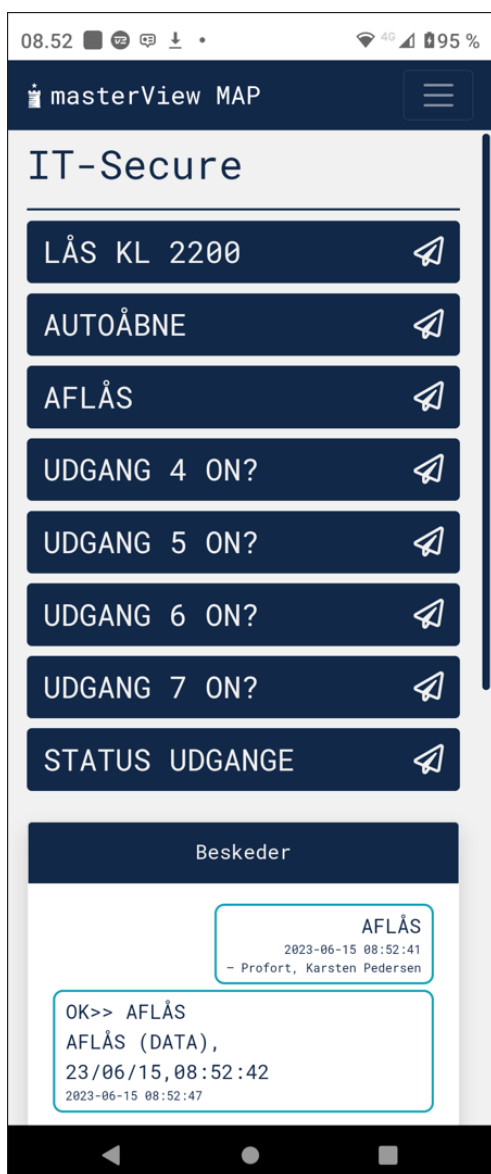 08.52 4G 95 %
masterView MAP
IT-Secure
LÅS KL 2200
AUTOÅBNE
AFLÅS
UDGANG 4 ON?
UDGANG 5 ON?
UDGANG 6 ON?
UDGANG 7 ON?
STATUS UDGANGE
Beskeder
AFLÅS
2023-06-15 08:52:41
– Profort, Karsten Pedersen
OK>> AFLÅS
AFLÅS (DATA),
23/06/15,08:52:42
2023-06-15 08:52:47